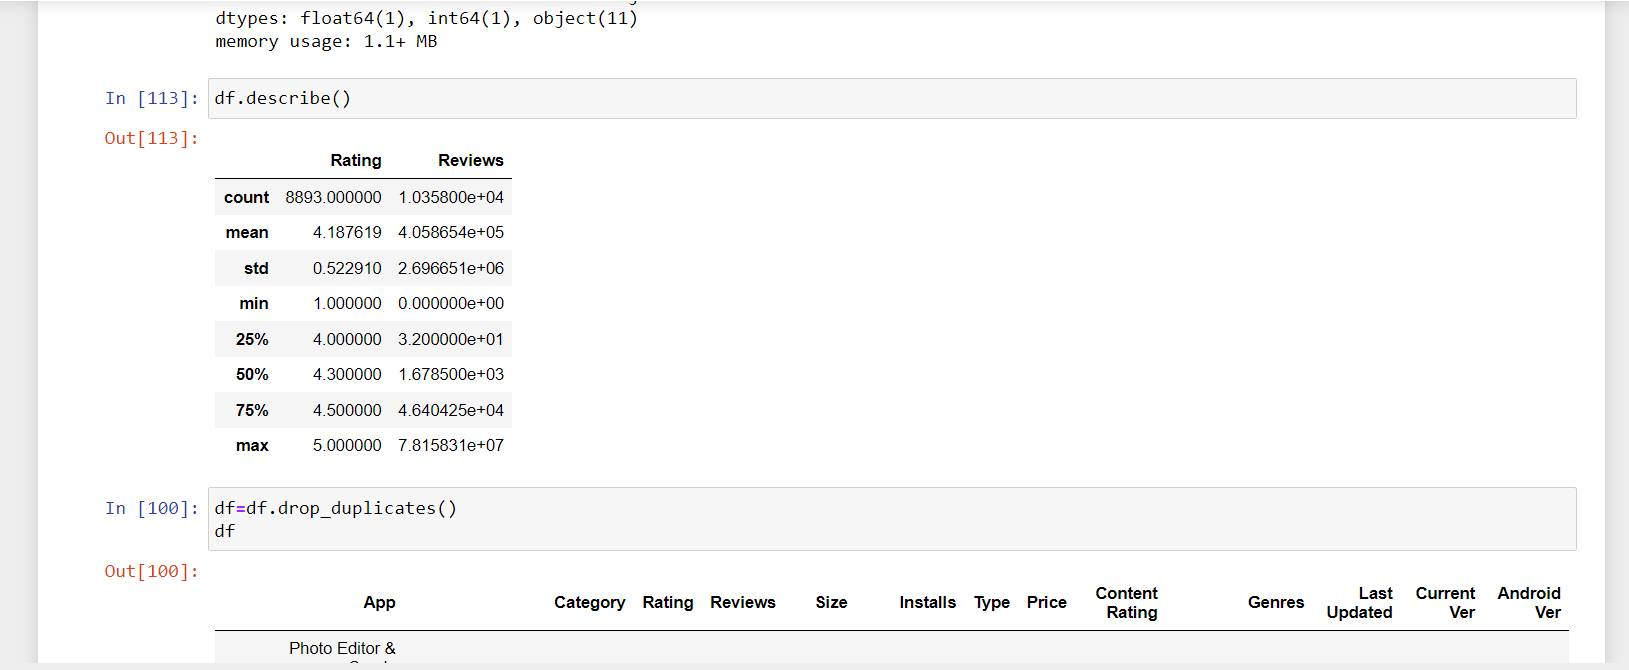 dtypes: float64(1), int64(1), object(11)
memory usage: 1.1+ MB
In [113]: df.describe()
Out[113]:
Rating Reviews
count 8893.000000 1.035800e+04
mean 4.187619 4.058654e+05
std 0.522910 2.696651e+06
min 1.000000 0.000000e+00
25% 4.000000 3.200000e+01
50% 4.300000 1.678500e+03
75% 4.500000 4.640425e+04
max 5.000000 7.815831e+07
In [100]: df=df.drop_duplicates()
df
Out[100]:
App Category Rating Reviews Size Installs Type Price Content Rating Genres Last Updated Current Ver Android Ver
Photo Editor &